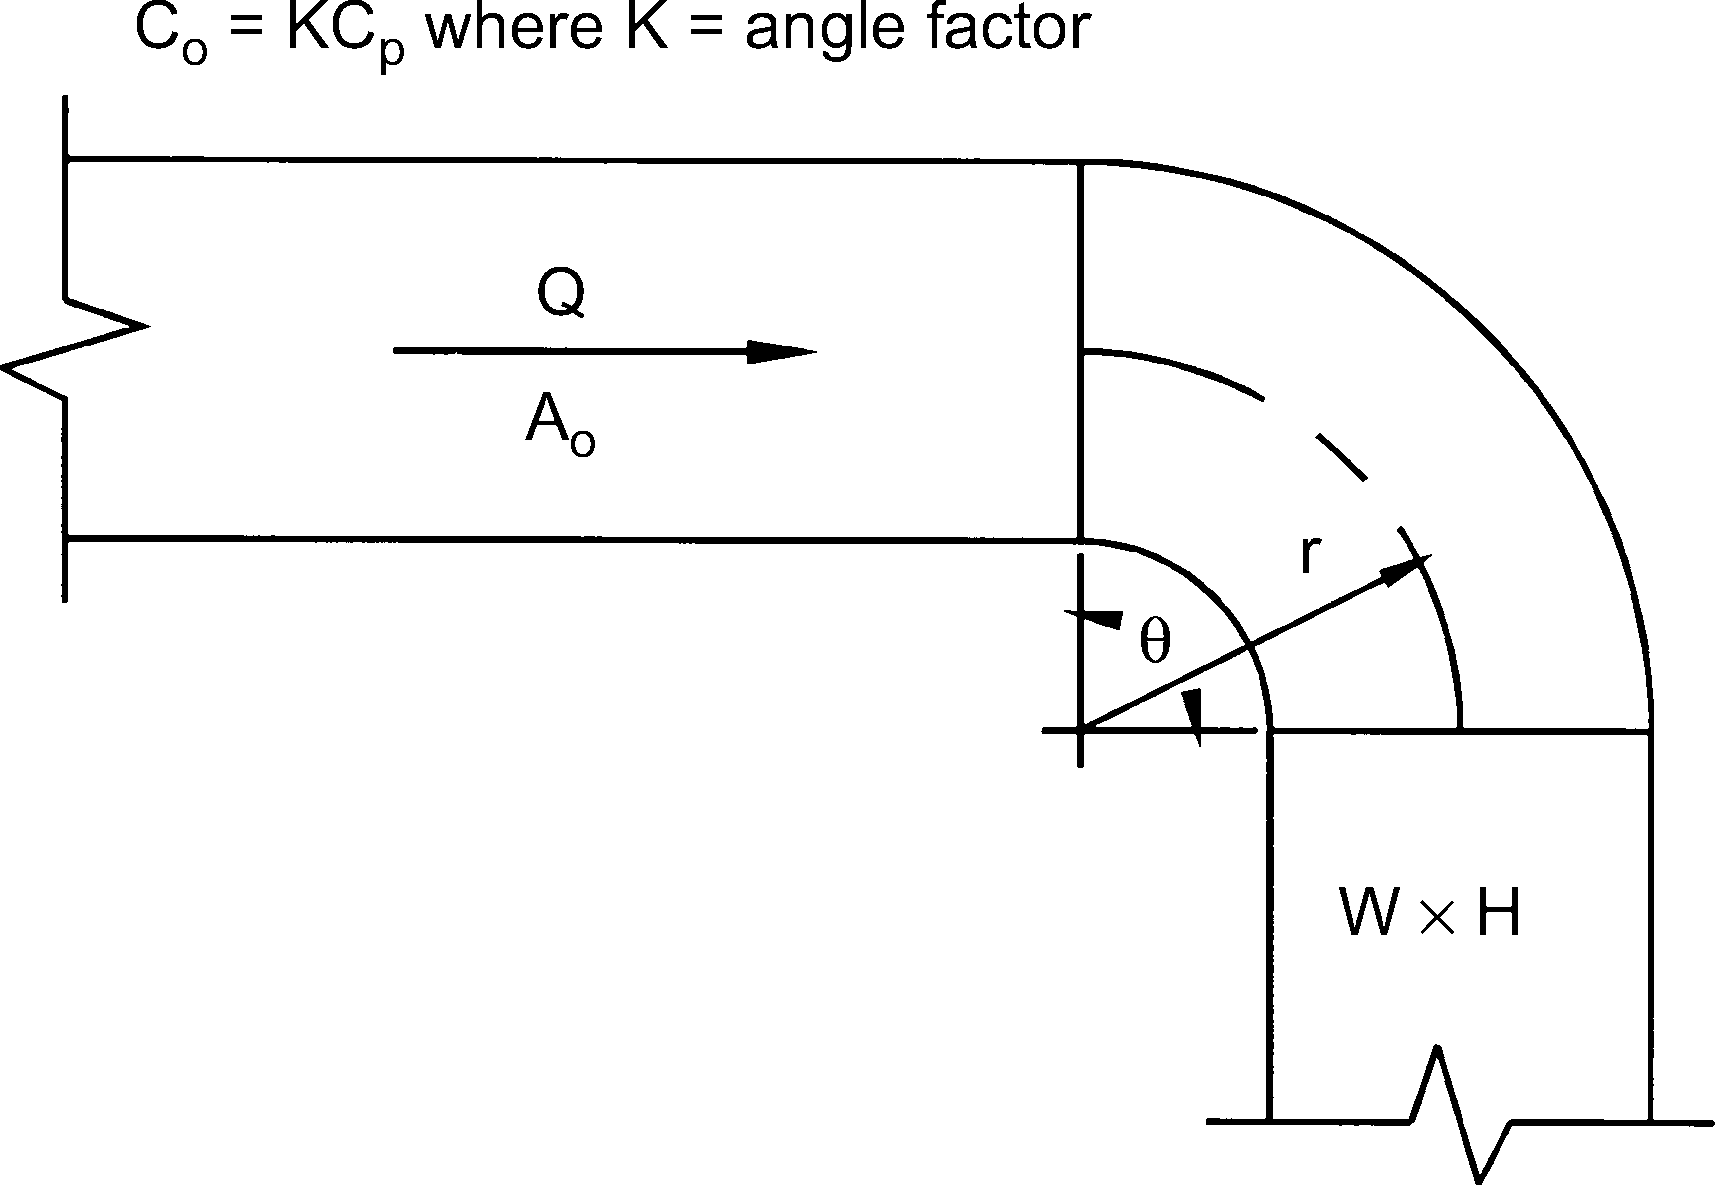 Co = KCp where K = angle factor
Q
Ao
r
θ
W × H